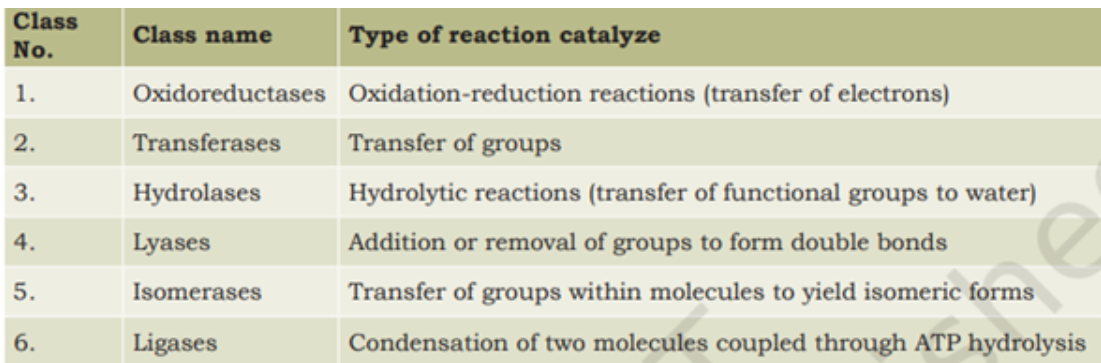 Class No. Class name Type of reaction catalyze
1. Oxidoreductases Oxidation-reduction reactions (transfer of electrons)
2. Transferases Transfer of groups
3. Hydrolases Hydrolytic reactions (transfer of functional groups to water)
4. Lyases Addition or removal of groups to form double bonds
5. Isomerases Transfer of groups within molecules to yield isomeric forms
6. Ligases Condensation of two molecules coupled through ATP hydrolysis